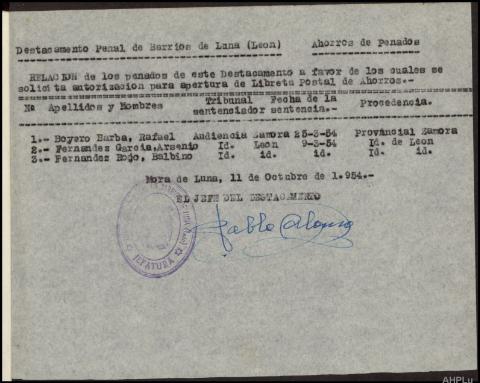 Destacamento Penal de Barrios de Luna (Leon) Ahorros de Penados
RELACION de los penados de este Destacamento a favor de los cuales se
solicita autorizacion para apertura de Libreta Postal de Ahorros.-
Nº Apellidos y Nombres Tribunal sentenciador Fecha de la sentencia.- Procedencia.
1.- Boyero Barba, Rafael Audiencia Zamora 25-3-54 Provincial Zamora
2.- Fernandez Garcia, Arsenio Id. Leon 9-3-54 Id. de Leon
3.- Fernandez Rojo, Balbino Id. id. id. Id. id.
Mora de Luna, 11 de Octubre de 1.954.-
EL JEFE DEL DESTACAMENTO
Pablo Alonso
JEFATURA
AHPLu